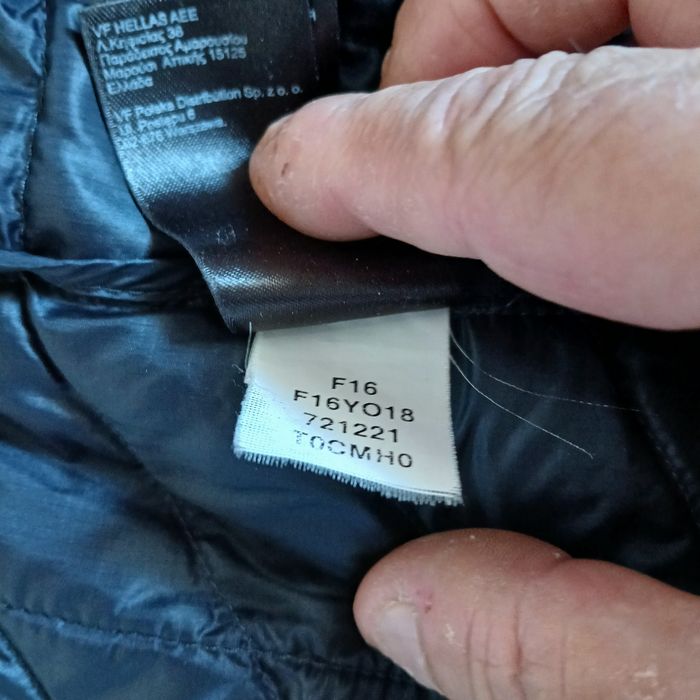 VF HELLAS AEE
Λ.Κηφισίας 36
Παράδεισος Αμαρουσίου
Μαρούσι Αττικής 15125
Ελλάδα
VF Polska Distribution Sp. z o. o.
Warszawa
F16
F16YO18
721221
T0CMH0